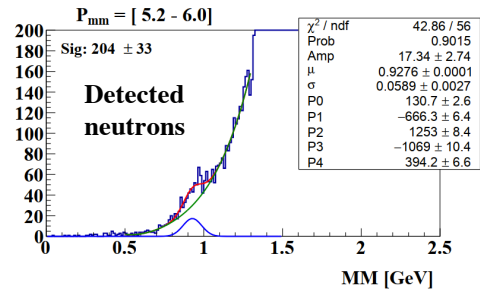 P_mm = [ 5.2 - 6.0]
Sig: 204 ± 33
Detected
neutrons
χ² / ndf 42.86 / 56
Prob 0.9015
Amp 17.34 ± 2.74
μ 0.9276 ± 0.0001
σ 0.0589 ± 0.0027
P0 130.7 ± 2.6
P1 −666.3 ± 6.4
P2 1253 ± 8.4
P3 −1069 ± 10.4
P4 394.2 ± 6.6
200
180
160
140
120
100
80
60
40
20
0
0 0.5 1 1.5 2 2.5
MM [GeV]